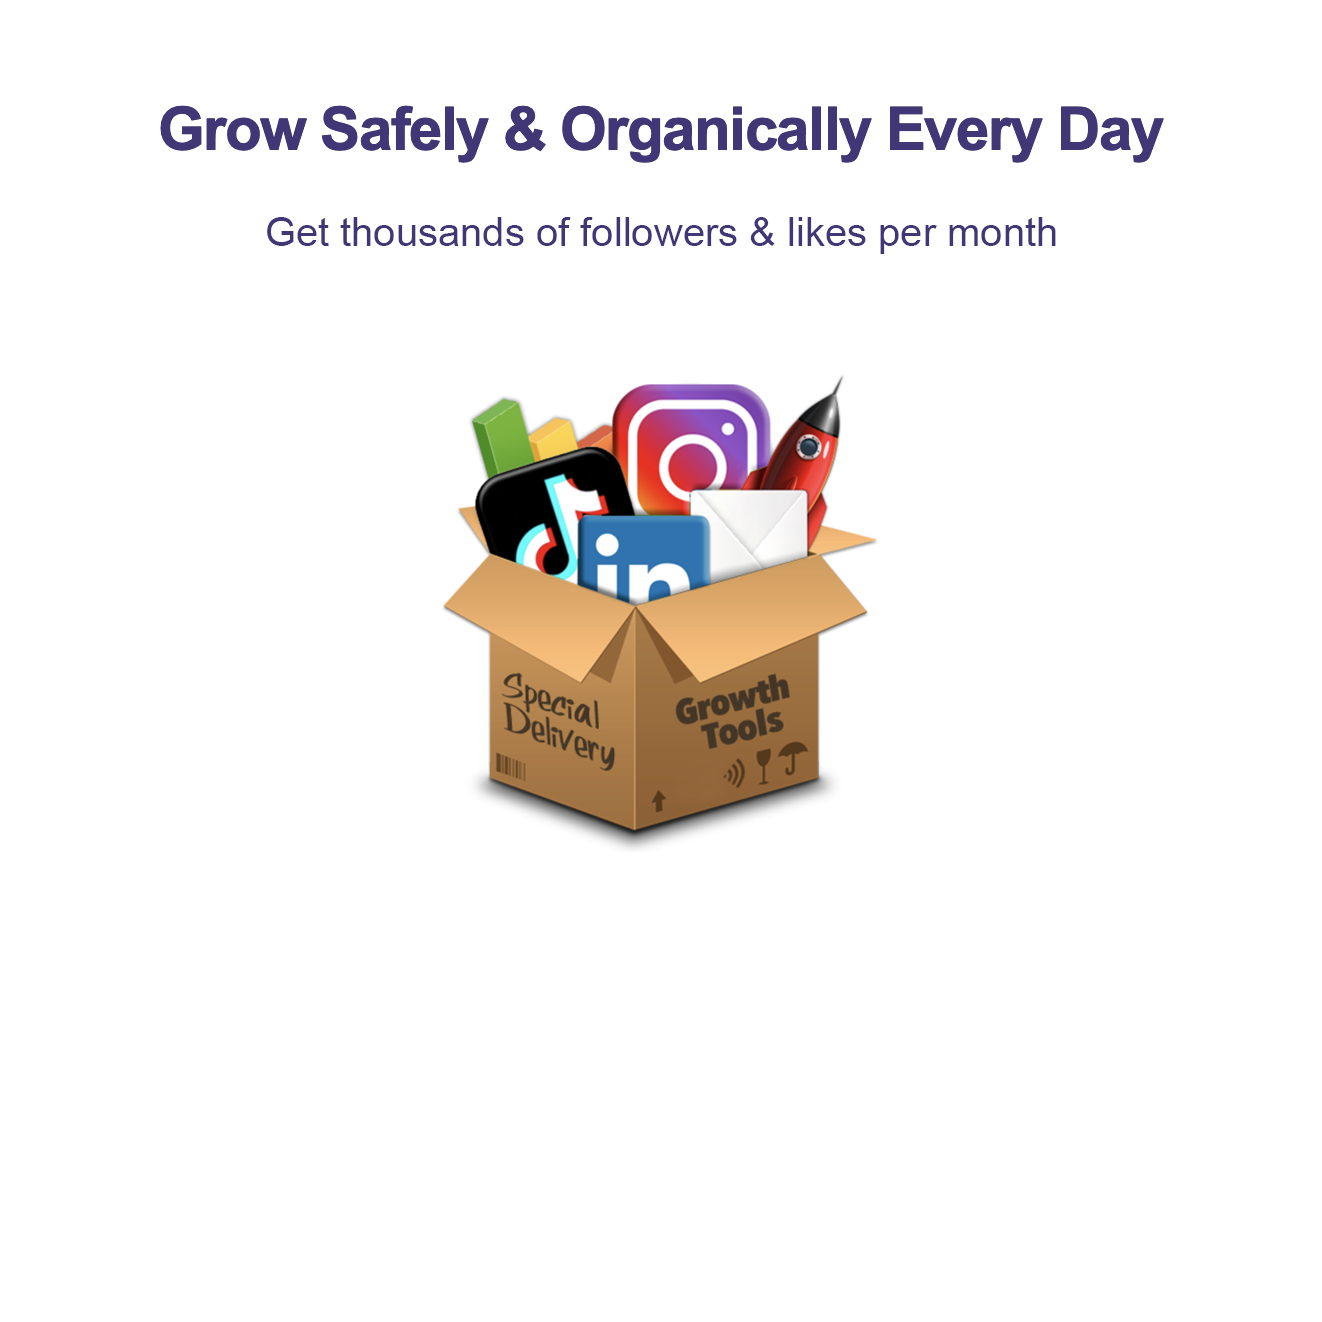 Grow Safely & Organically Every Day
Get thousands of followers & likes per month
in
Special
Delivery
Growth
Tools